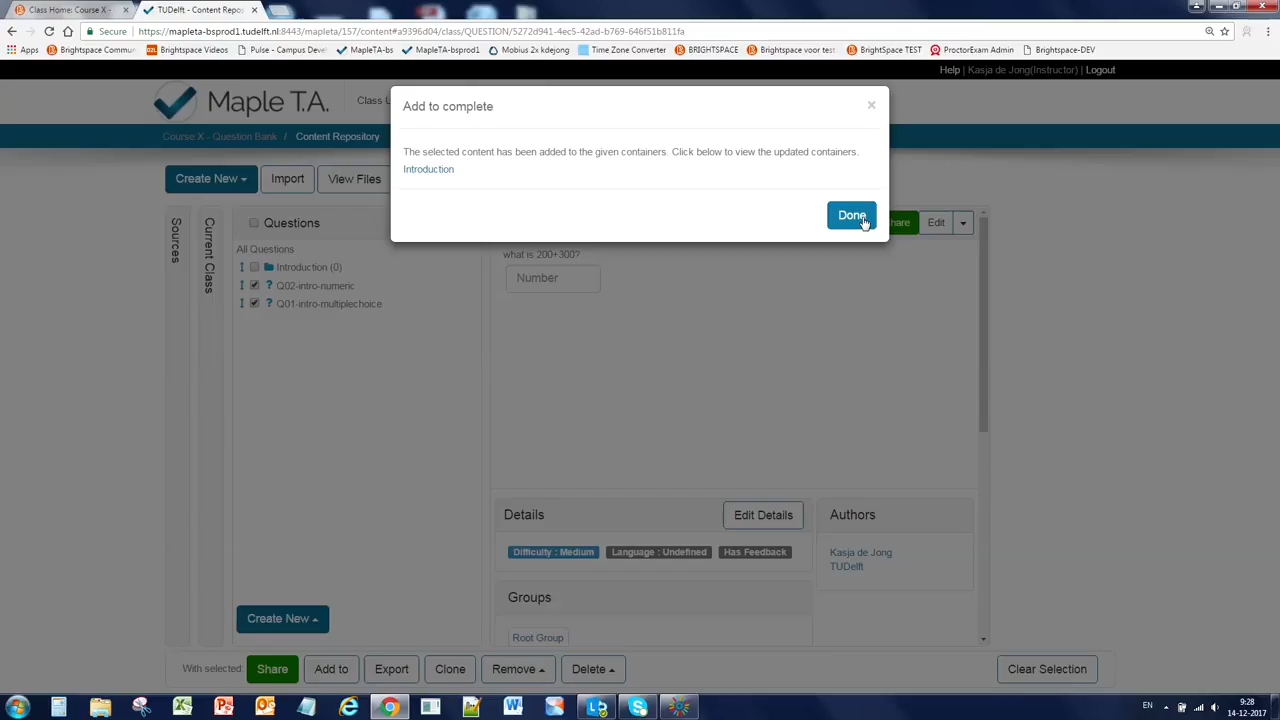 Class Home: Course X -
TUDelft - Content Repos
Secure
https://mapleta-bsprod1.tudelft.nl:8443/mapleta/157/content#a9396d04/class/QUESTION/5272d941-4ec5-42ad-b769-646f51b811fa
Apps
Brightspace Commu
Brightspace Videos
Pulse - Campus Devel
MapleTA-bs
MapleTA-bsprod1
Mobius 2x kdejong
Time Zone Converter
BRIGHTSPACE
Brightspace voor test
BrightSpace TEST
ProctorExam Admin
Brightspace-DEV
Help | Kasja de Jong(Instructor) | Logout
Maple T.A.
Class
Course X - Question Bank / Content Repository
Add to complete
×
The selected content has been added to the given containers. Click below to view the updated containers.
Introduction
Done
Create New
Import
View Files
Sources
Current Class
Questions
Edit
All Questions
Introduction (0)
? Q02-intro-numeric
? Q01-intro-multiplechoice
what is 200+300?
Number
Details
Edit Details
Authors
Difficulty : Medium
Language : Undefined
Has Feedback
Kasja de Jong
TUDelft
Groups
Root Group
Create New
With selected:
Share
Add to
Export
Clone
Remove
Delete
Clear Selection
EN
9:28
14-12-2017